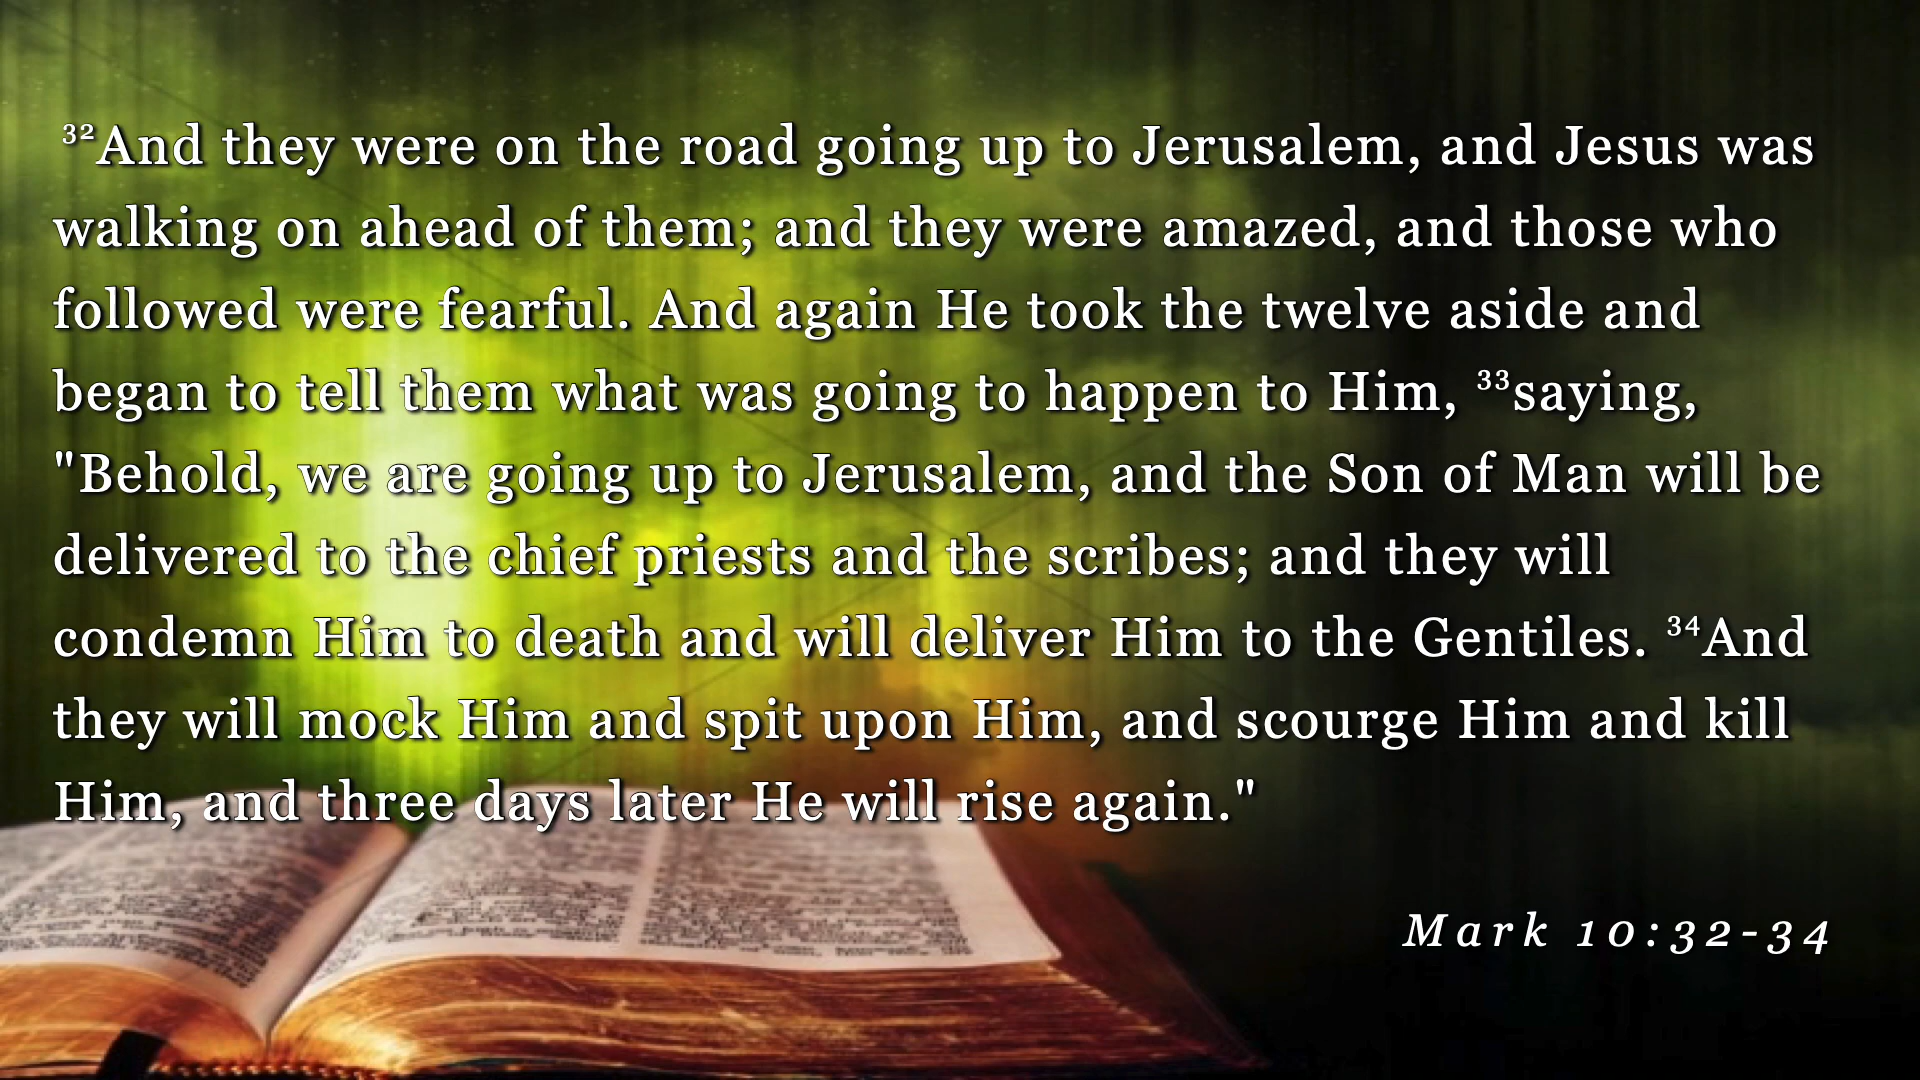 ³²And they were on the road going up to Jerusalem, and Jesus was
walking on ahead of them; and they were amazed, and those who
followed were fearful. And again He took the twelve aside and
began to tell them what was going to happen to Him, ³³saying,
"Behold, we are going up to Jerusalem, and the Son of Man will be
delivered to the chief priests and the scribes; and they will
condemn Him to death and will deliver Him to the Gentiles. ³⁴And
they will mock Him and spit upon Him, and scourge Him and kill
Him, and three days later He will rise again."
Mark 10:32-34